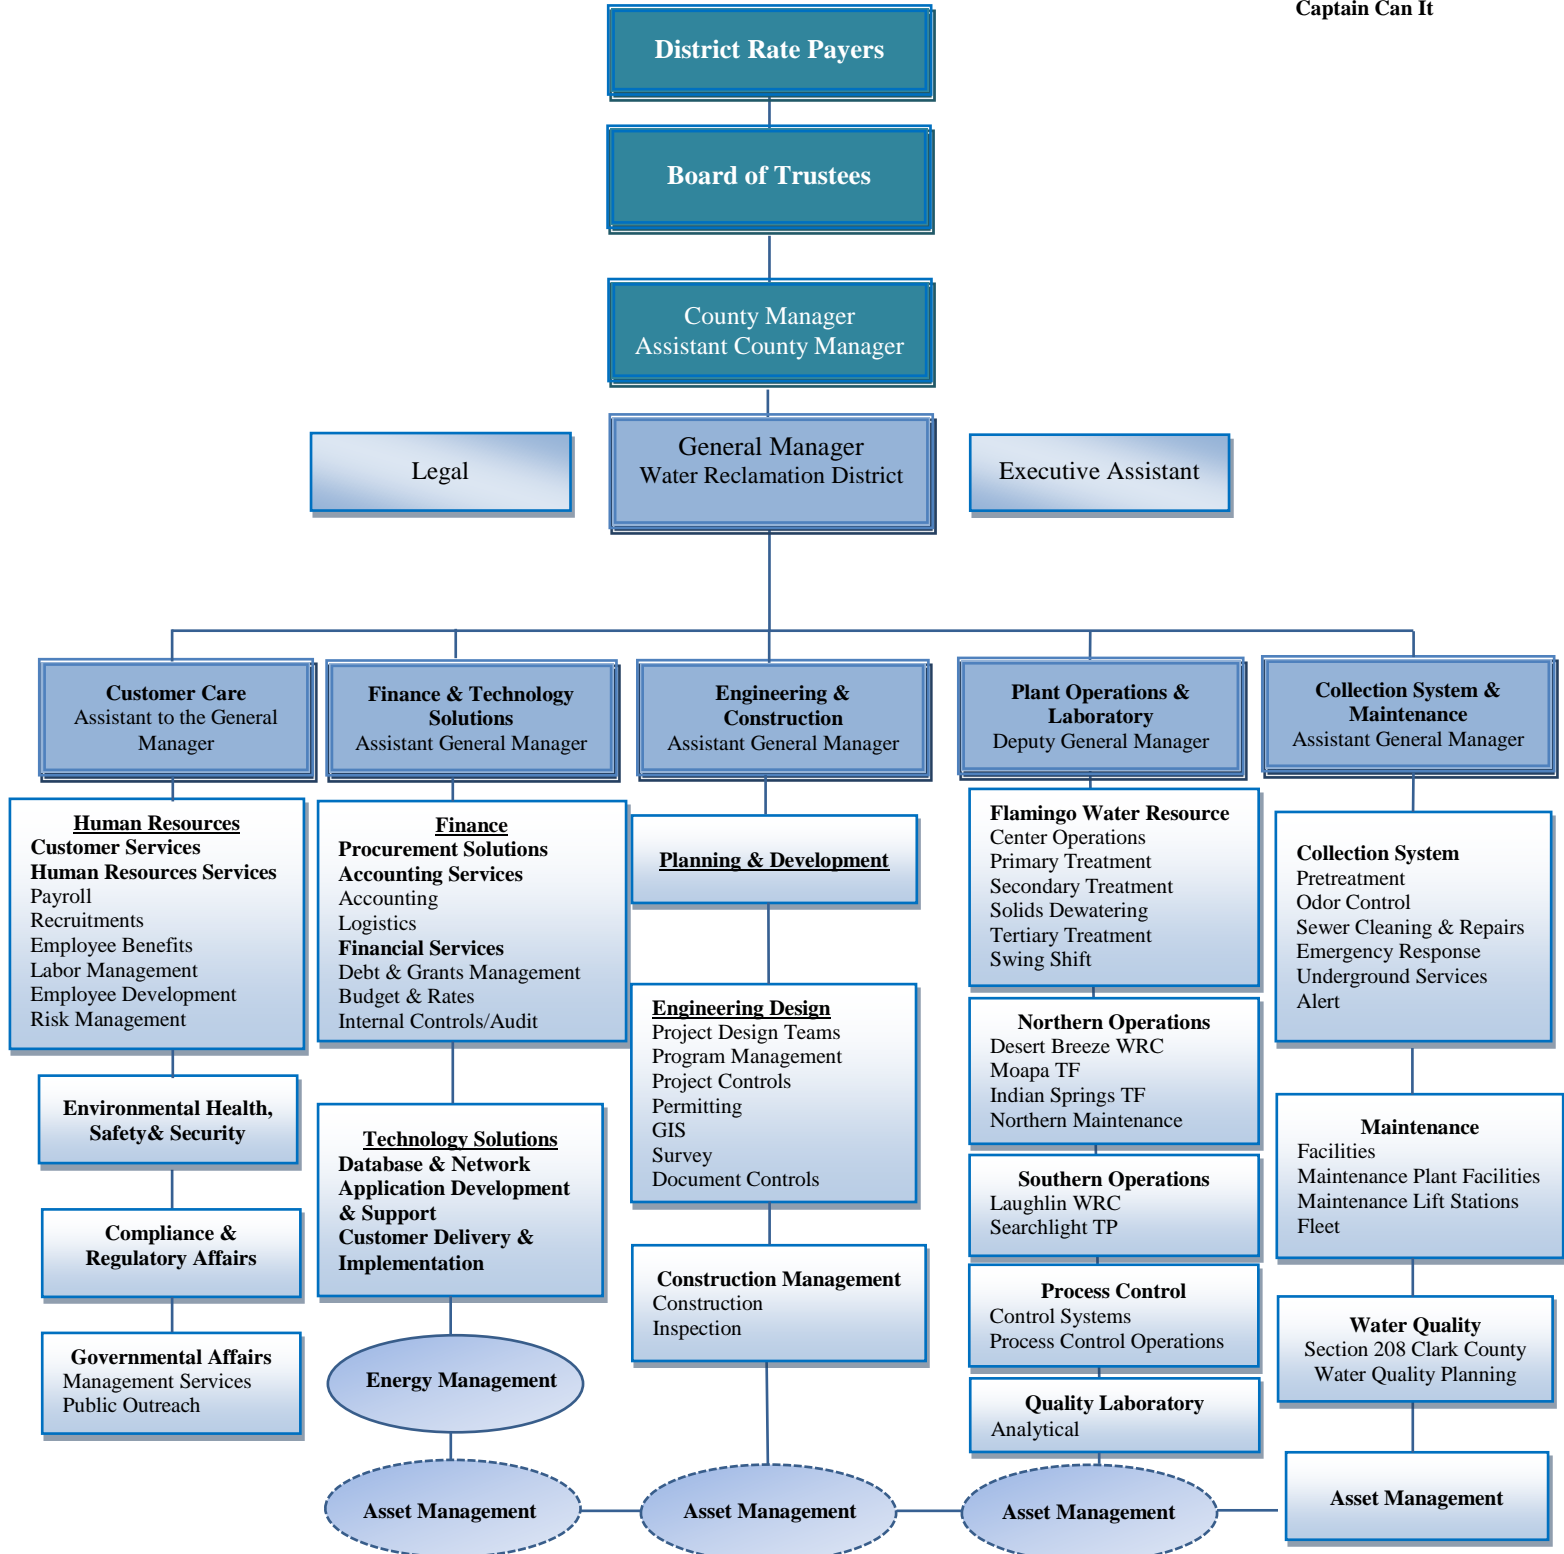 Captain Can It
District Rate Payers
Board of Trustees
County Manager
Assistant County Manager
Legal
General Manager
Water Reclamation District
Executive Assistant
Customer Care
Assistant to the General
Manager
Human Resources
Customer Services
Human Resources Services
Payroll
Recruitments
Employee Benefits
Labor Management
Employee Development
Risk Management
Environmental Health,
Safety& Security
Compliance &
Regulatory Affairs
Governmental Affairs
Management Services
Public Outreach
Finance & Technology
Solutions
Assistant General Manager
Finance
Procurement Solutions
Accounting Services
Accounting
Logistics
Financial Services
Debt & Grants Management
Budget & Rates
Internal Controls/Audit
Technology Solutions
Database & Network
Application Development
& Support
Customer Delivery &
Implementation
Energy Management
Asset Management
Engineering &
Construction
Assistant General Manager
Planning & Development
Engineering Design
Project Design Teams
Program Management
Project Controls
Permitting
GIS
Survey
Document Controls
Construction Management
Construction
Inspection
Asset Management
Plant Operations &
Laboratory
Deputy General Manager
Flamingo Water Resource
Center Operations
Primary Treatment
Secondary Treatment
Solids Dewatering
Tertiary Treatment
Swing Shift
Northern Operations
Desert Breeze WRC
Moapa TF
Indian Springs TF
Northern Maintenance
Southern Operations
Laughlin WRC
Searchlight TP
Process Control
Control Systems
Process Control Operations
Quality Laboratory
Analytical
Asset Management
Collection System &
Maintenance
Assistant General Manager
Collection System
Pretreatment
Odor Control
Sewer Cleaning & Repairs
Emergency Response
Underground Services
Alert
Maintenance
Facilities
Maintenance Plant Facilities
Maintenance Lift Stations
Fleet
Water Quality
Section 208 Clark County
Water Quality Planning
Asset Management